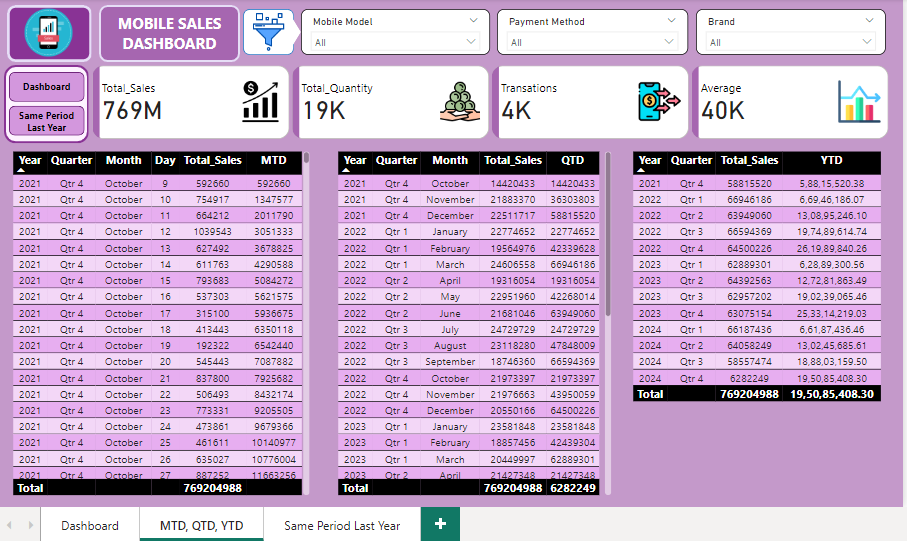 MOBILE SALES
DASHBOARD
Mobile Model
All
Payment Method
All
Brand
All
Dashboard
Same Period
Last Year
Total_Sales
769M
Total_Quantity
19K
Transations
4K
Average
40K
Year Quarter Month Day Total_Sales MTD
2021 Qtr 4 October 9 592660 592660
2021 Qtr 4 October 10 754917 1347577
2021 Qtr 4 October 11 664212 2011790
2021 Qtr 4 October 12 1039543 3051333
2021 Qtr 4 October 13 627492 3678825
2021 Qtr 4 October 14 611763 4290588
2021 Qtr 4 October 15 793683 5084272
2021 Qtr 4 October 16 537303 5621575
2021 Qtr 4 October 17 315100 5936675
2021 Qtr 4 October 18 413443 6350118
2021 Qtr 4 October 19 192322 6542440
2021 Qtr 4 October 20 545443 7087882
2021 Qtr 4 October 21 837800 7925682
2021 Qtr 4 October 22 506493 8432174
2021 Qtr 4 October 23 773331 9205505
2021 Qtr 4 October 24 473861 9679366
2021 Qtr 4 October 25 461611 10140977
2021 Qtr 4 October 26 635027 10776004
2021 Qtr 4 October 27 887252 11663256
Total 769204988
Year Quarter Month Total_Sales QTD
2021 Qtr 4 October 14420433 14420433
2021 Qtr 4 November 21883370 36303803
2021 Qtr 4 December 22511717 58815520
2022 Qtr 1 January 22774652 22774652
2022 Qtr 1 February 19564976 42339628
2022 Qtr 1 March 24606558 66946186
2022 Qtr 2 April 19316054 19316054
2022 Qtr 2 May 22951960 42268014
2022 Qtr 2 June 21681046 63949060
2022 Qtr 3 July 24729729 24729729
2022 Qtr 3 August 23118280 47848009
2022 Qtr 3 September 18746360 66594369
2022 Qtr 4 October 21973397 21973397
2022 Qtr 4 November 21976663 43950059
2022 Qtr 4 December 20550166 64500226
2023 Qtr 1 January 23581848 23581848
2023 Qtr 1 February 18857456 42439304
2023 Qtr 1 March 20449997 62889301
2023 Qtr 2 April 21427348 21427348
Total 769204988 6282249
Year Quarter Total_Sales YTD
2021 Qtr 4 58815520 5,88,15,520.38
2022 Qtr 1 66946186 6,69,46,186.07
2022 Qtr 2 63949060 13,08,95,246.10
2022 Qtr 3 66594369 19,74,89,614.74
2022 Qtr 4 64500226 26,19,89,840.26
2023 Qtr 1 62889301 6,28,89,300.56
2023 Qtr 2 64392563 12,72,81,863.49
2023 Qtr 3 62957202 19,02,39,065.46
2023 Qtr 4 63075154 25,33,14,219.03
2024 Qtr 1 66187436 6,61,87,436.46
2024 Qtr 2 64058249 13,02,45,685.61
2024 Qtr 3 58557474 18,88,03,159.50
2024 Qtr 4 6282249 19,50,85,408.30
Total 769204988 19,50,85,408.30
Dashboard
MTD, QTD, YTD
Same Period Last Year
+